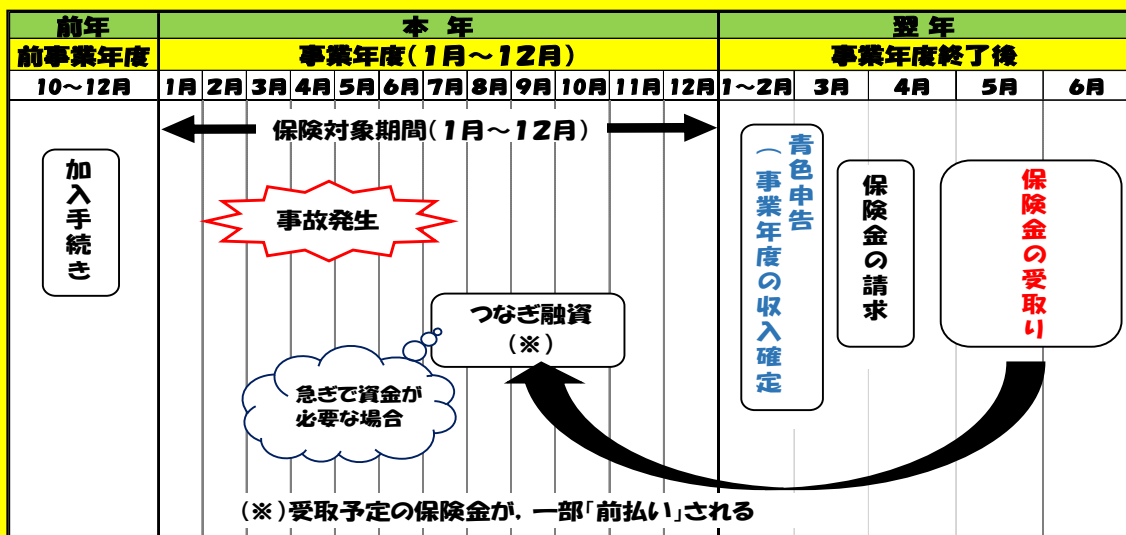 前年
本年
翌年
前事業年度
事業年度(1月～12月)
事業年度終了後
10～12月
1月
2月
3月
4月
5月
6月
7月
8月
9月
10月
11月
12月
1～2月
3月
4月
5月
6月
保険対象期間(1月～12月)
加入手続き
事故発生
つなぎ融資
(※)
急ぎで資金が
必要な場合
青色申告
(事業年度の収入確定
保険金の請求
保険金の受取り
(※)受取予定の保険金が，一部「前払い」される